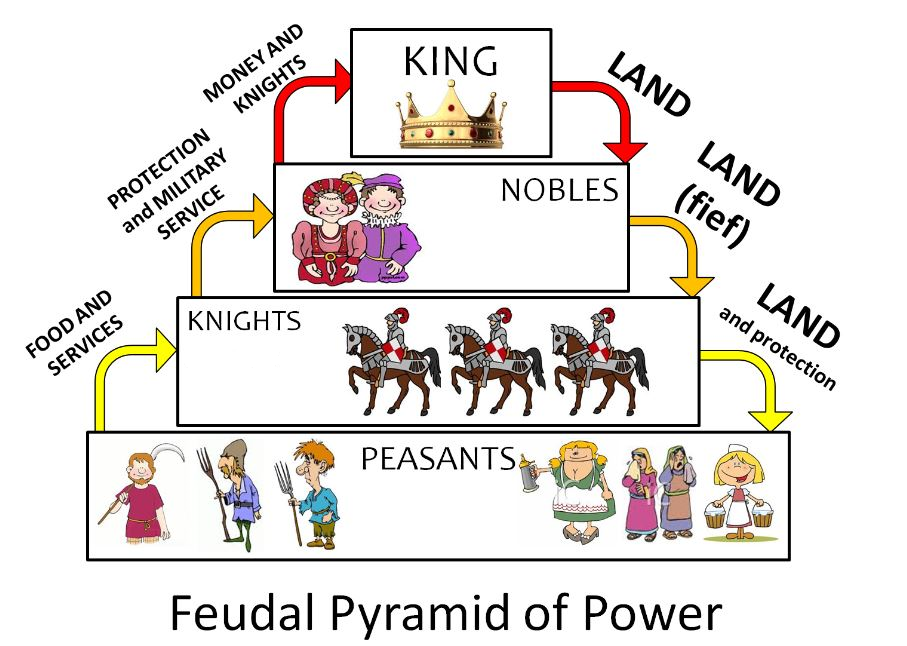 MONEY AND
KNIGHTS
KING
LAND
PROTECTION
and MILITARY
SERVICE
NOBLES
LAND
(fief)
FOOD AND
SERVICES
KNIGHTS
LAND
and protection
PEASANTS
Feudal Pyramid of Power